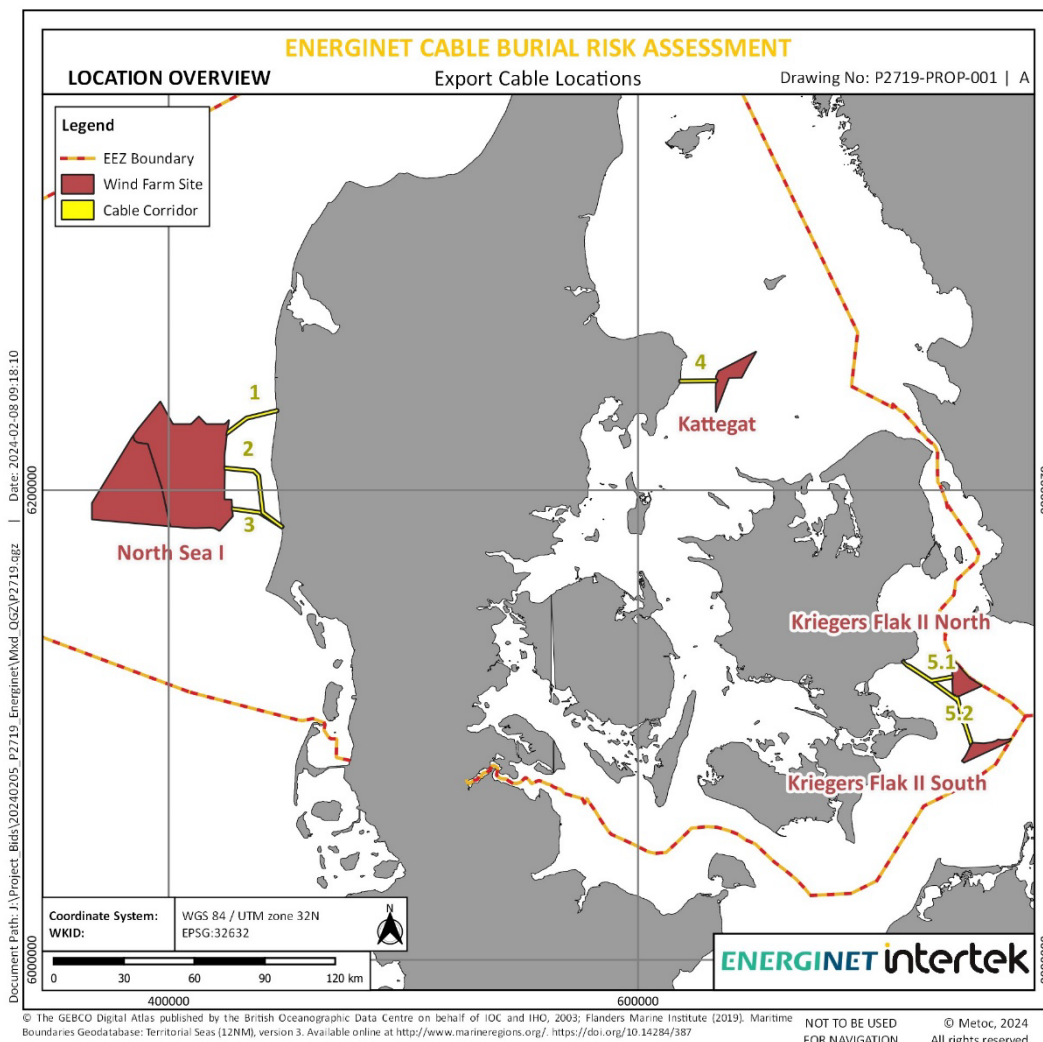 ENERGINET CABLE BURIAL RISK ASSESSMENT
LOCATION OVERVIEW
Export Cable Locations
Drawing No: P2719-PROP-001 | A
Legend
EEZ Boundary
Wind Farm Site
Cable Corridor
1
2
3
North Sea I
4
Kattegat
Kriegers Flak II North
5.1
5.2
Kriegers Flak II South
Coordinate System: WGS 84 / UTM zone 32N
WKID: EPSG:32632
N
0 30 60 90 120 km
ENERGINET intertek
6200000
6000000
400000
600000
Document Path: J:\Project_Bids\20240205_P2719_Energinet\Mxd_QGZ\P2719.qgz | Date: 2024-02-08 09:18:10
© The GEBCO Digital Atlas published by the British Oceanographic Data Centre on behalf of IOC and IHO, 2003; Flanders Marine Institute (2019). Maritime
Boundaries Geodatabase: Territorial Seas (12NM), version 3. Available online at http://www.marineregions.org/. https://doi.org/10.14284/387
NOT TO BE USED
FOR NAVIGATION
© Metoc, 2024
All rights reserved